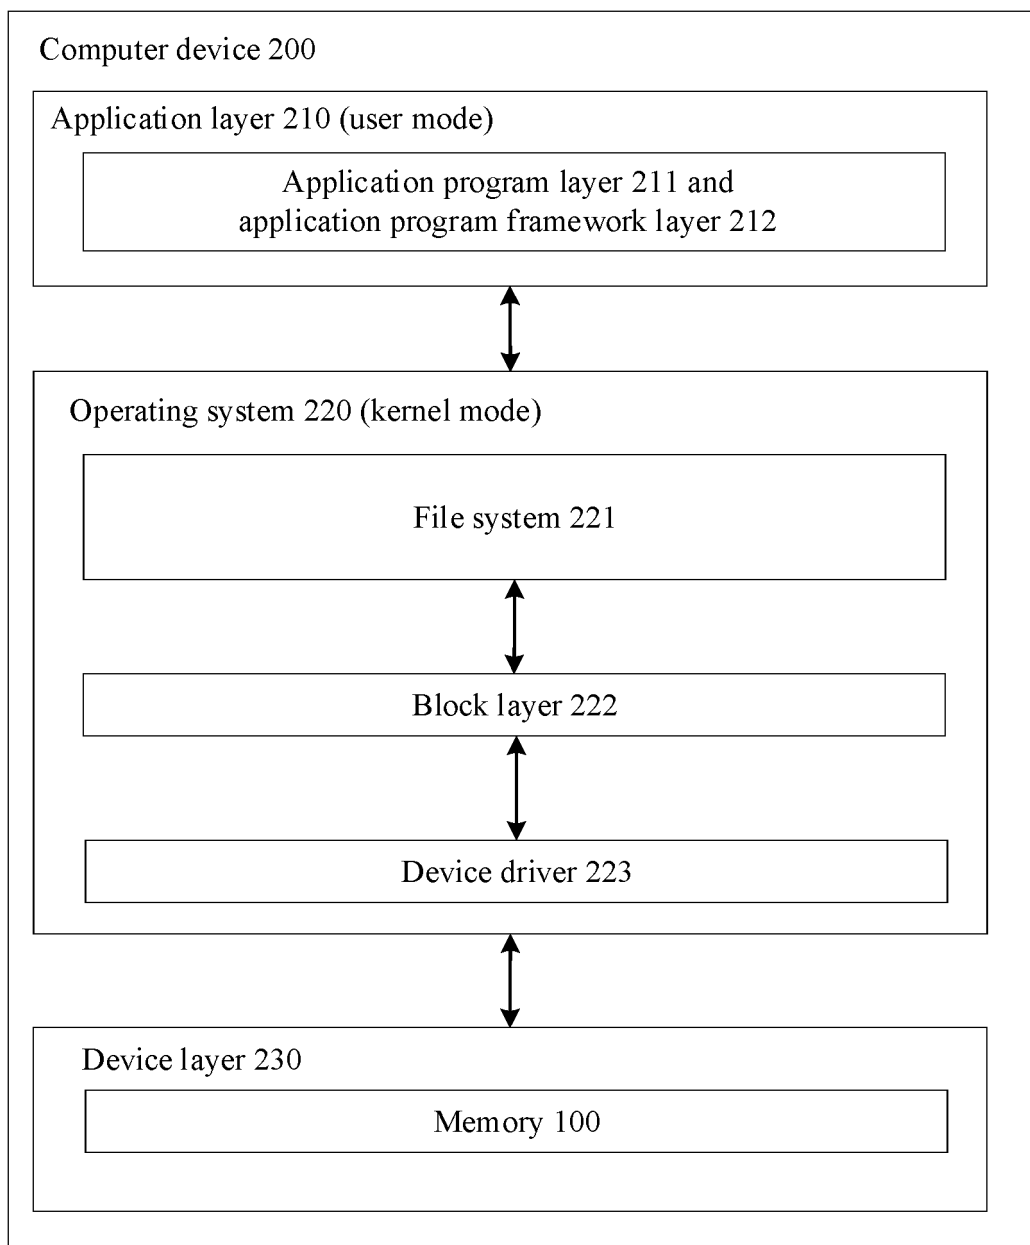 Computer device 200
Application layer 210 (user mode)
Application program layer 211 and
application program framework layer 212
Operating system 220 (kernel mode)
File system 221
Block layer 222
Device driver 223
Device layer 230
Memory 100